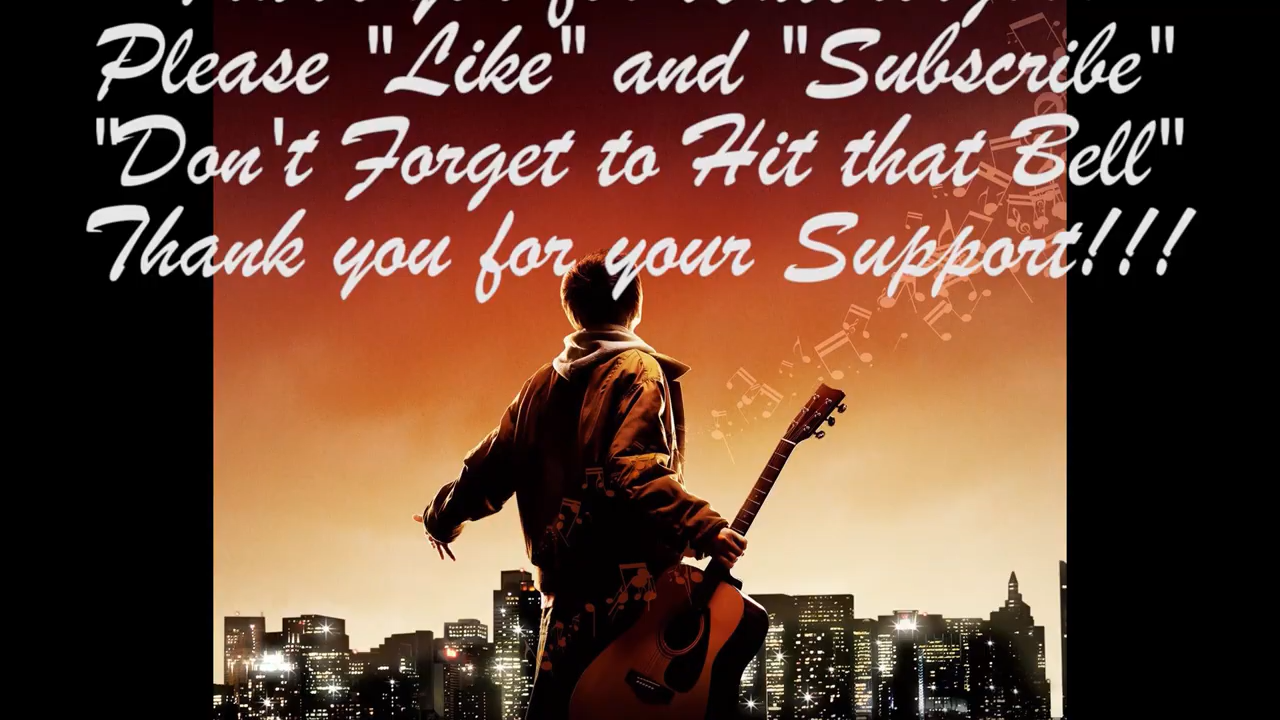 Please "Like" and "Subscribe"
"Don't Forget to Hit that Bell"
Thank you for your Support!!!